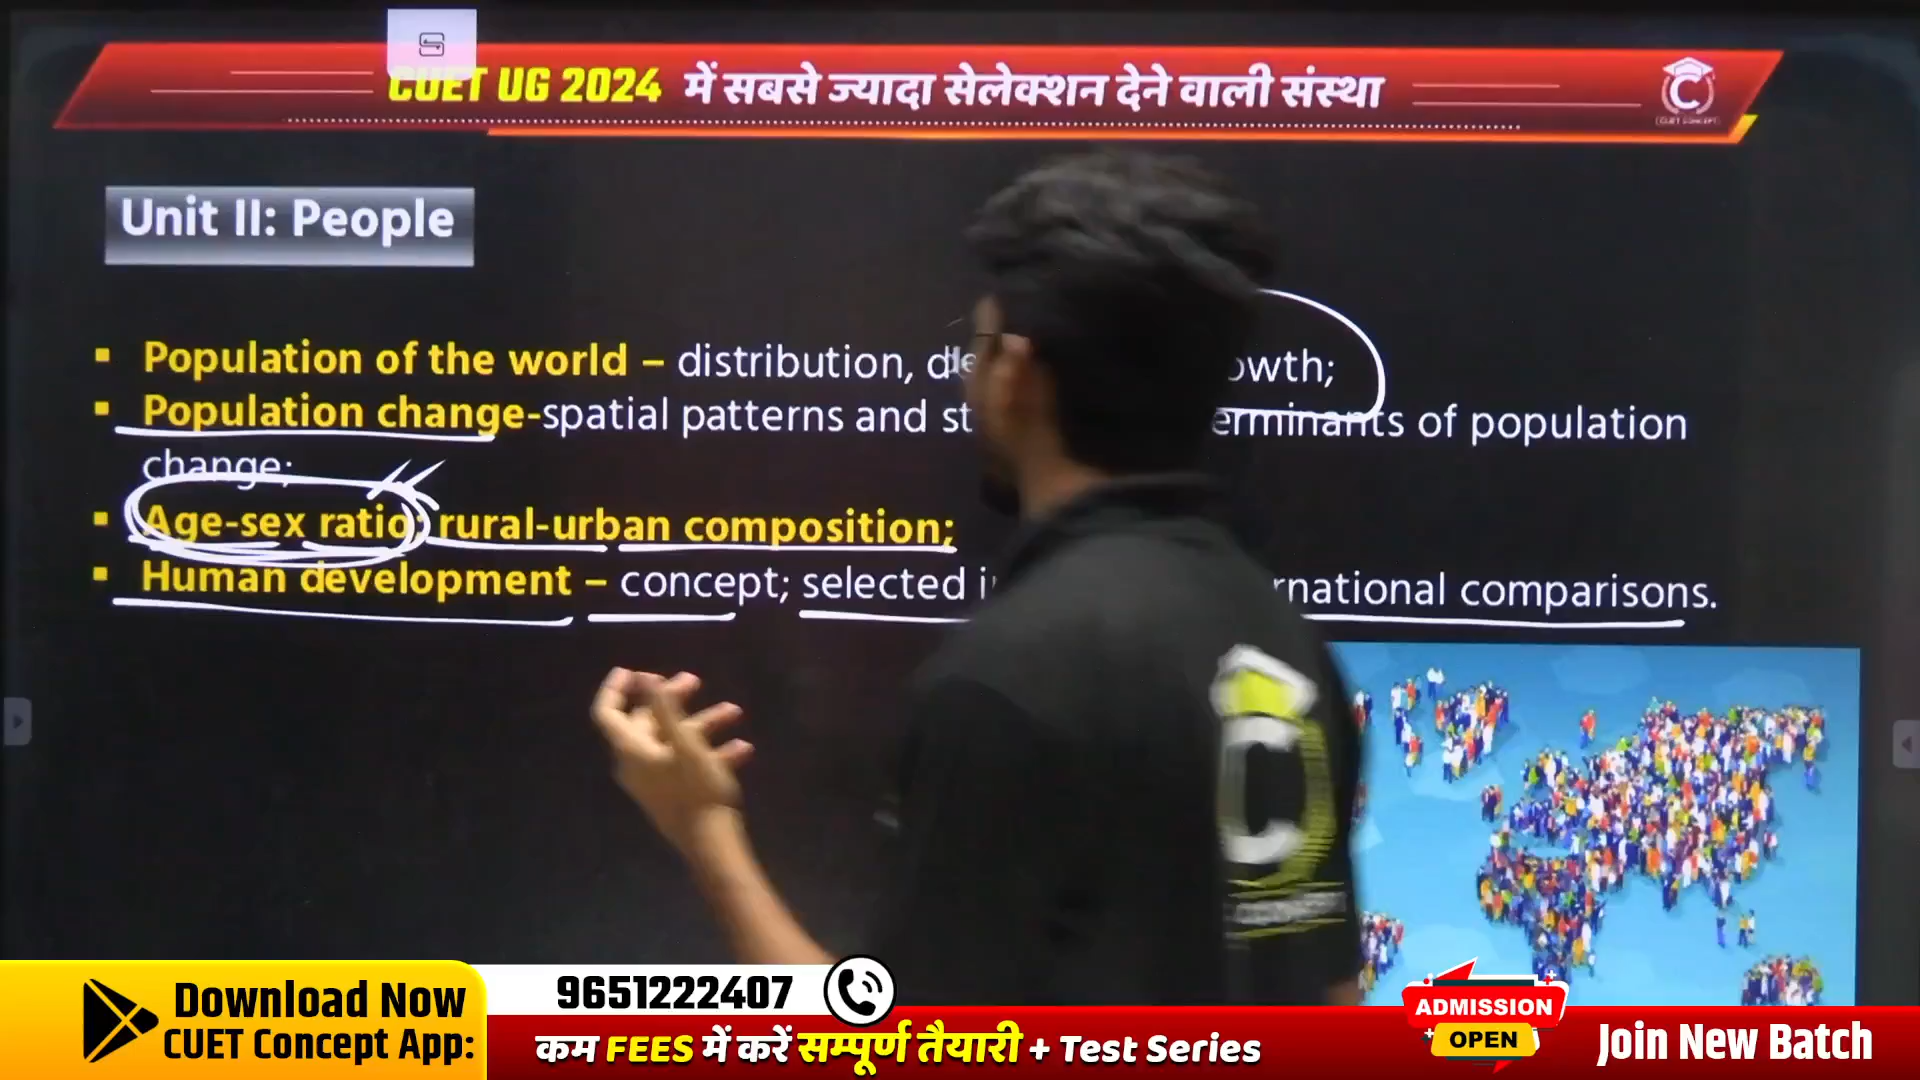 CUET UG 2024 में सबसे ज्यादा सेलेक्शन देने वाली संस्था
C
Unit II: People
▪ Population of the world – distribution, owth;
▪ Population change-spatial patterns and st erminants of population
change;
▪ Age-sex ratio; rural-urban composition;
▪ Human development – concept; selected rnational comparisons.
C
Download Now
CUET Concept App:
9651222407
कम FEES में करें सम्पूर्ण तैयारी + Test Series
ADMISSION
OPEN
Join New Batch